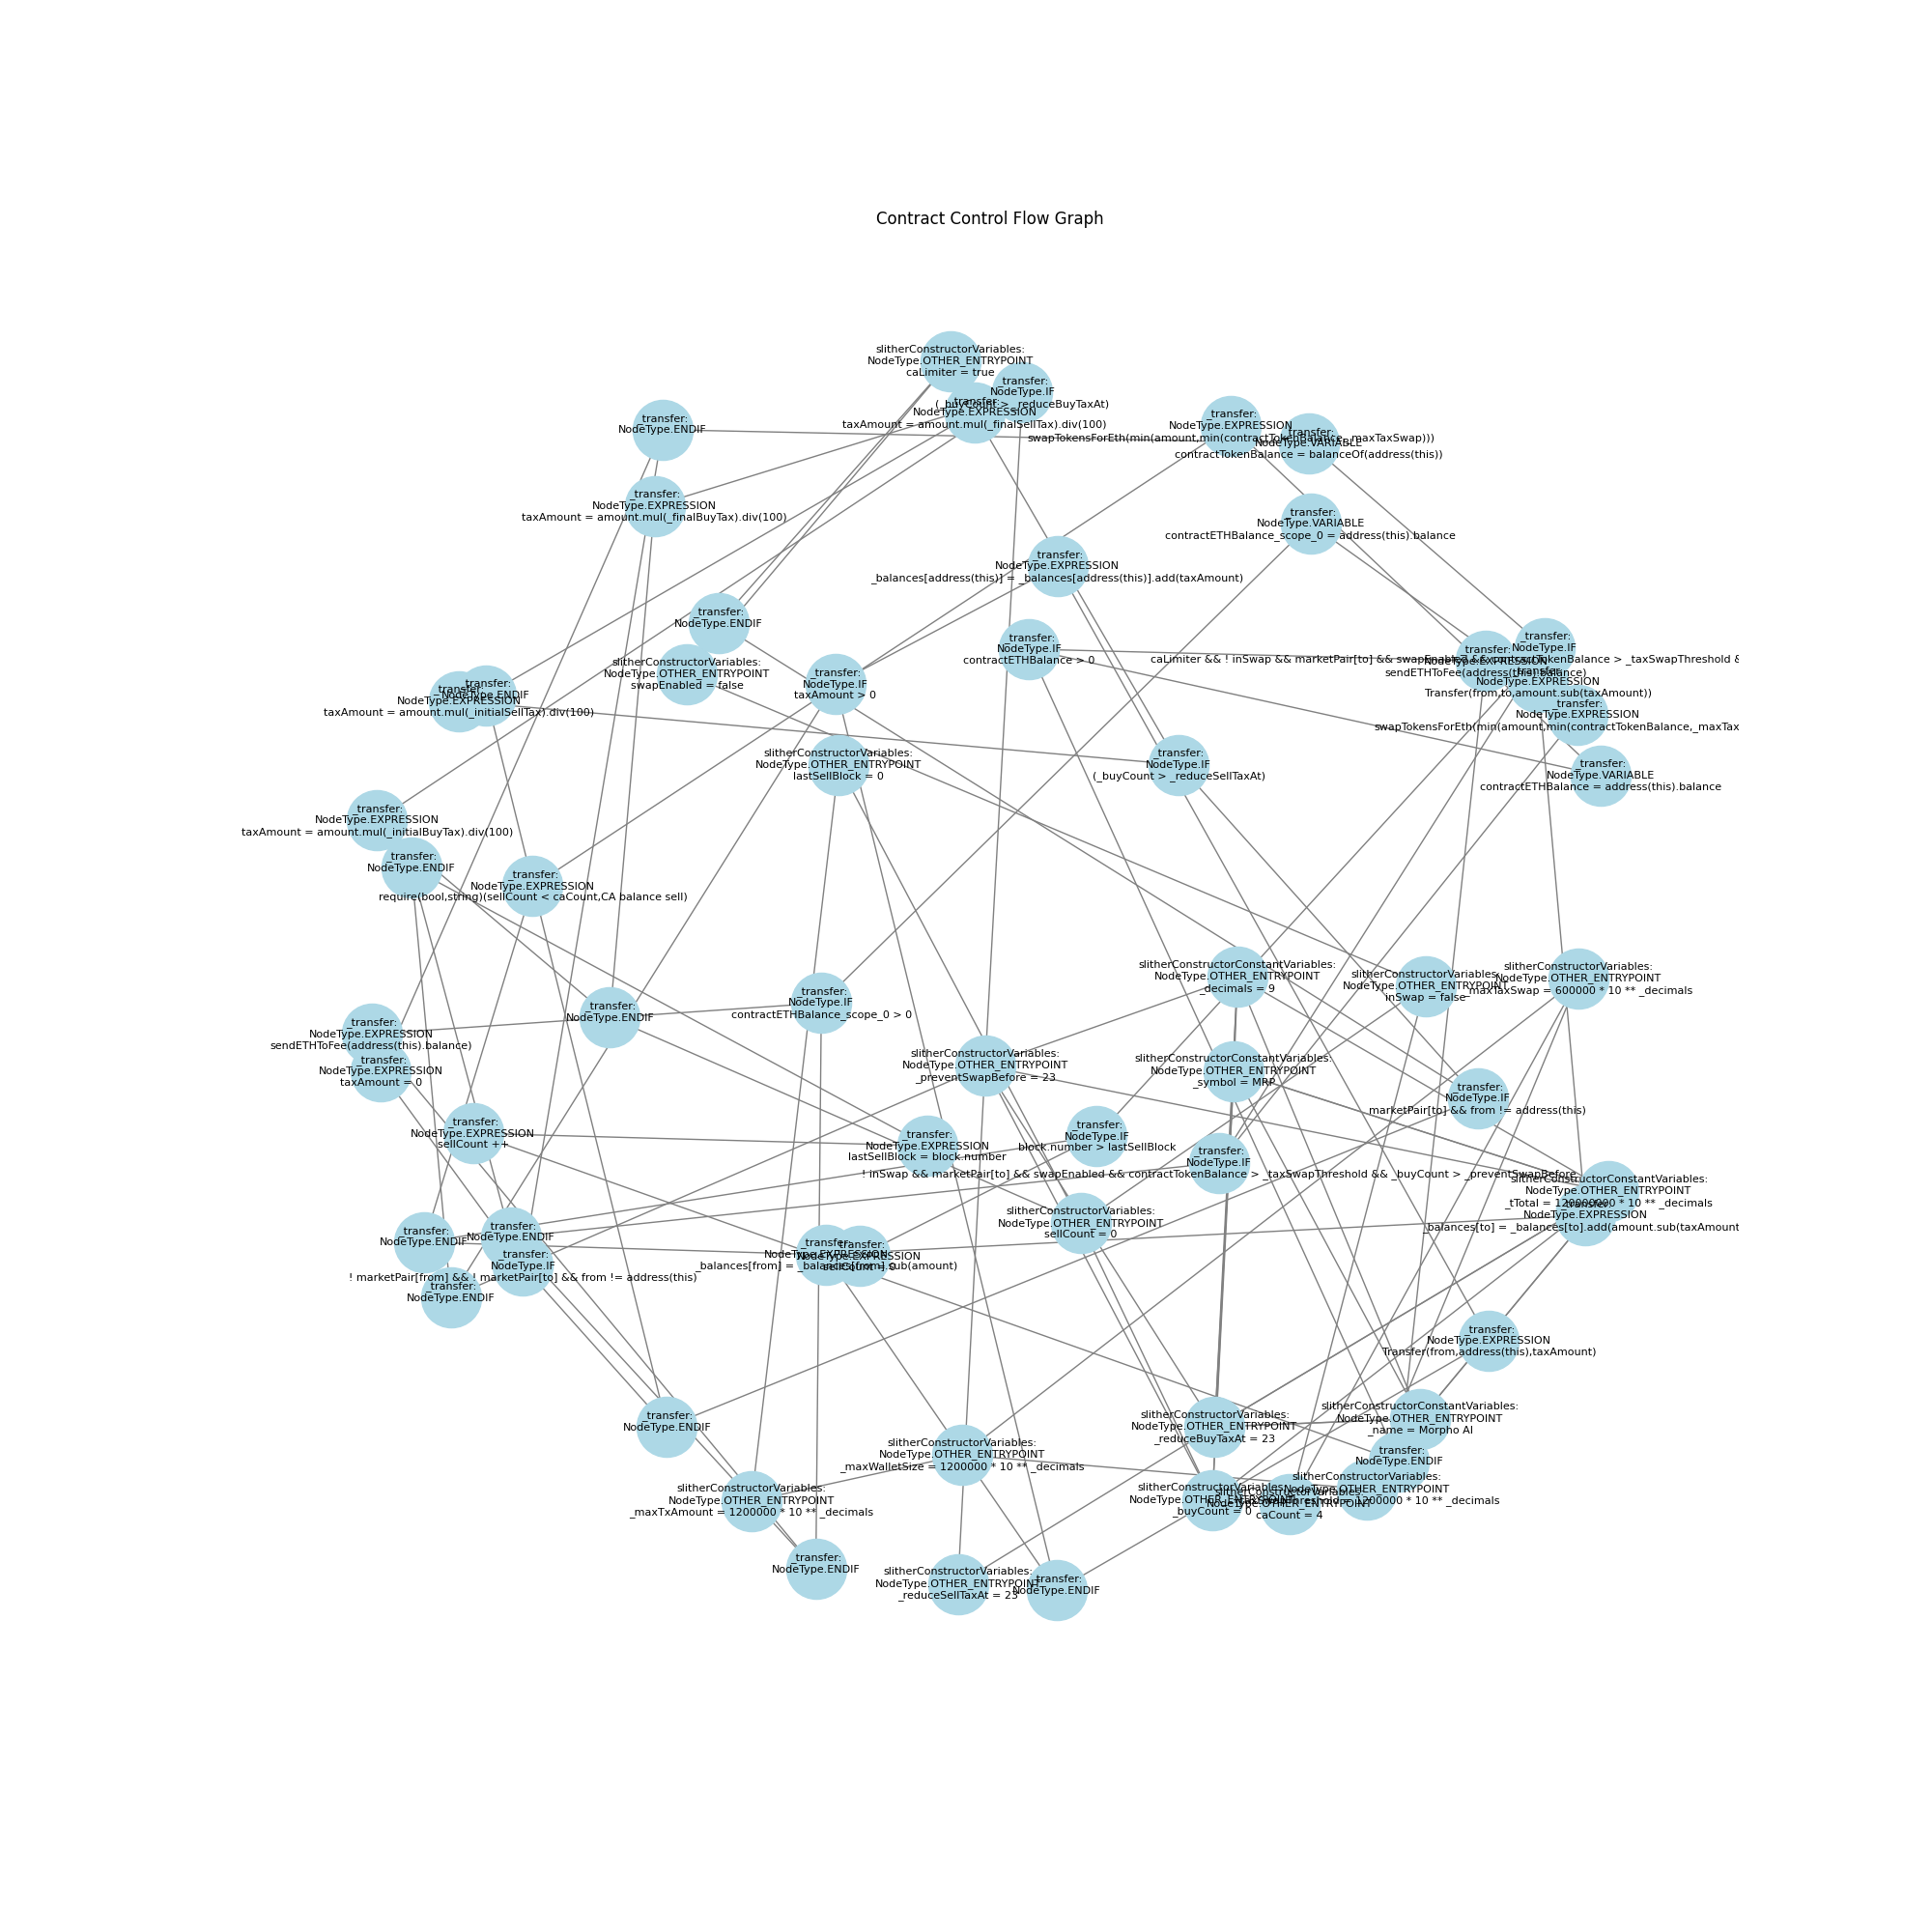 Contract Control Flow Graph
slitherConstructorVariables:
NodeType.OTHER_ENTRYPOINT
caLimiter = true
_transfer:
NodeType.IF
(_buyCount > _reduceBuyTaxAt)
_transfer:
NodeType.EXPRESSION
taxAmount = amount.mul(_finalSellTax).div(100)
_transfer:
NodeType.ENDIF
_transfer:
NodeType.EXPRESSION
swapTokensForEth(min(amount,min(contractTokenBalance,_maxTaxSwap)))
_transfer:
NodeType.VARIABLE
contractTokenBalance = balanceOf(address(this))
_transfer:
NodeType.EXPRESSION
taxAmount = amount.mul(_finalBuyTax).div(100)
_transfer:
NodeType.VARIABLE
contractETHBalance_scope_0 = address(this).balance
_transfer:
NodeType.EXPRESSION
_balances[address(this)] = _balances[address(this)].add(taxAmount)
_transfer:
NodeType.ENDIF
_transfer:
NodeType.IF
contractETHBalance > 0
_transfer:
NodeType.IF
caLimiter && ! inSwap && marketPair[to] && swapEnabled && contractTokenBalance > _taxSwapThreshold &
_transfer:
NodeType.EXPRESSION
sendETHToFee(address(this).balance)
slitherConstructorVariables:
NodeType.OTHER_ENTRYPOINT
swapEnabled = false
_transfer:
NodeType.IF
taxAmount > 0
_transfer:
NodeType.EXPRESSION
Transfer(from,to,amount.sub(taxAmount))
_transfer:
NodeType.ENDIF
_transfer:
NodeType.EXPRESSION
taxAmount = amount.mul(_initialSellTax).div(100)
_transfer:
NodeType.EXPRESSION
swapTokensForEth(min(amount,min(contractTokenBalance,_maxTax
slitherConstructorVariables:
NodeType.OTHER_ENTRYPOINT
lastSellBlock = 0
_transfer:
NodeType.IF
(_buyCount > _reduceSellTaxAt)
_transfer:
NodeType.VARIABLE
contractETHBalance = address(this).balance
_transfer:
NodeType.EXPRESSION
taxAmount = amount.mul(_initialBuyTax).div(100)
_transfer:
NodeType.ENDIF
_transfer:
NodeType.EXPRESSION
require(bool,string)(sellCount < caCount,CA balance sell)
slitherConstructorConstantVariables:
NodeType.OTHER_ENTRYPOINT
_decimals = 9
slitherConstructorVariables:
NodeType.OTHER_ENTRYPOINT
inSwap = false
slitherConstructorVariables:
NodeType.OTHER_ENTRYPOINT
_maxTaxSwap = 600000 * 10 ** _decimals
_transfer:
NodeType.IF
contractETHBalance_scope_0 > 0
_transfer:
NodeType.ENDIF
_transfer:
NodeType.EXPRESSION
sendETHToFee(address(this).balance)
_transfer:
NodeType.EXPRESSION
taxAmount = 0
slitherConstructorVariables:
NodeType.OTHER_ENTRYPOINT
_preventSwapBefore = 23
slitherConstructorConstantVariables:
NodeType.OTHER_ENTRYPOINT
_symbol = MRP
_transfer:
NodeType.IF
marketPair[to] && from != address(this)
_transfer:
NodeType.EXPRESSION
sellCount ++
_transfer:
NodeType.EXPRESSION
lastSellBlock = block.number
_transfer:
NodeType.IF
block.number > lastSellBlock
_transfer:
NodeType.IF
! inSwap && marketPair[to] && swapEnabled && contractTokenBalance > _taxSwapThreshold && _buyCount > _preventSwapBefore
slitherConstructorConstantVariables:
NodeType.OTHER_ENTRYPOINT
_tTotal = 120000000 * 10 ** _decimals
_transfer:
NodeType.EXPRESSION
_balances[to] = _balances[to].add(amount.sub(taxAmount
slitherConstructorVariables:
NodeType.OTHER_ENTRYPOINT
sellCount = 0
_transfer:
NodeType.ENDIF
_transfer:
NodeType.ENDIF
_transfer:
NodeType.IF
! marketPair[from] && ! marketPair[to] && from != address(this)
_transfer:
NodeType.ENDIF
_transfer:
NodeType.EXPRESSION
_balances[from] = _balances[from].sub(amount)
_transfer:
NodeType.EXPRESSION
sellCount = 0
_transfer:
NodeType.EXPRESSION
Transfer(from,address(this),taxAmount)
_transfer:
NodeType.ENDIF
slitherConstructorVariables:
NodeType.OTHER_ENTRYPOINT
_reduceBuyTaxAt = 23
slitherConstructorConstantVariables:
NodeType.OTHER_ENTRYPOINT
_name = Morpho AI
_transfer:
NodeType.ENDIF
slitherConstructorVariables:
NodeType.OTHER_ENTRYPOINT
_maxWalletSize = 1200000 * 10 ** _decimals
slitherConstructorVariables:
NodeType.OTHER_ENTRYPOINT
_maxTxAmount = 1200000 * 10 ** _decimals
slitherConstructorVariables:
NodeType.OTHER_ENTRYPOINT
_buyCount = 0
slitherConstructorVariables:
NodeType.OTHER_ENTRYPOINT
caCount = 4
slitherConstructorVariables:
NodeType.OTHER_ENTRYPOINT
_taxSwapThreshold = 1200000 * 10 ** _decimals
_transfer:
NodeType.ENDIF
slitherConstructorVariables:
NodeType.OTHER_ENTRYPOINT
_reduceSellTaxAt = 23
_transfer:
NodeType.ENDIF